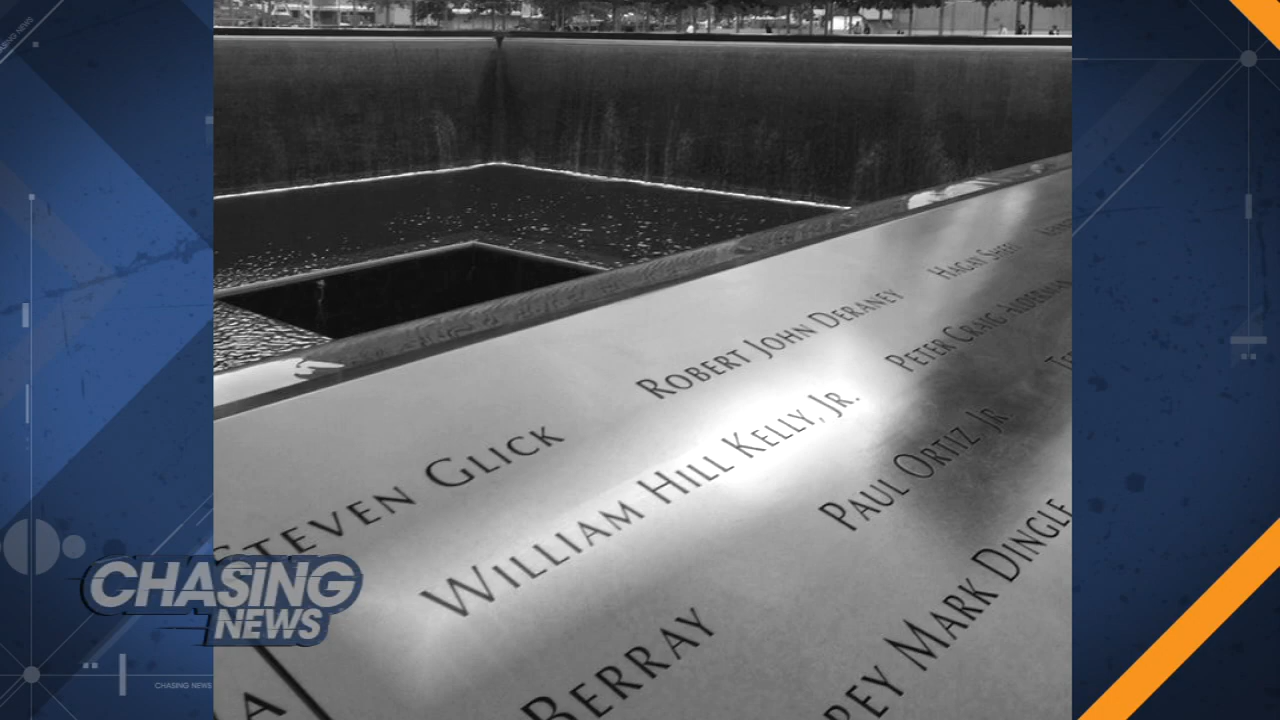 HAGAY SHEFI
ROBERT JOHN DERANEY
PETER CRAIG ALDERMAN
STEVEN GLICK
WILLIAM HILL KELLY, JR.
PAUL ORTIZ JR.
REY MARK DINGLE
BERRAY
A
CHASING
NEWS
CHASING NEWS